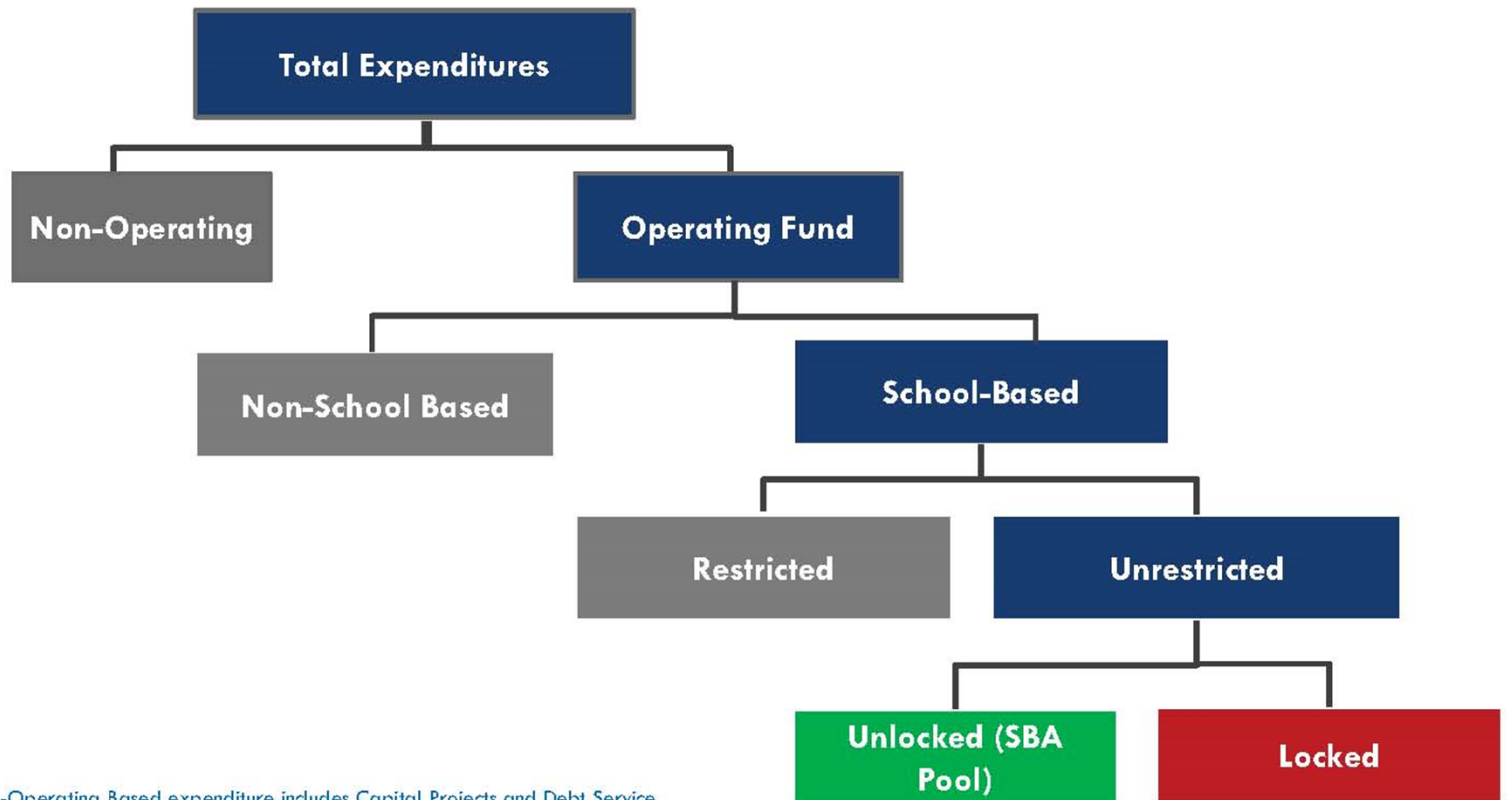 Total Expenditures
Non-Operating
Operating Fund
Non-School Based
School-Based
Restricted
Unrestricted
Unlocked (SBA
Pool)
Locked
-Operating Based expenditure includes Capital Projects and Debt Service